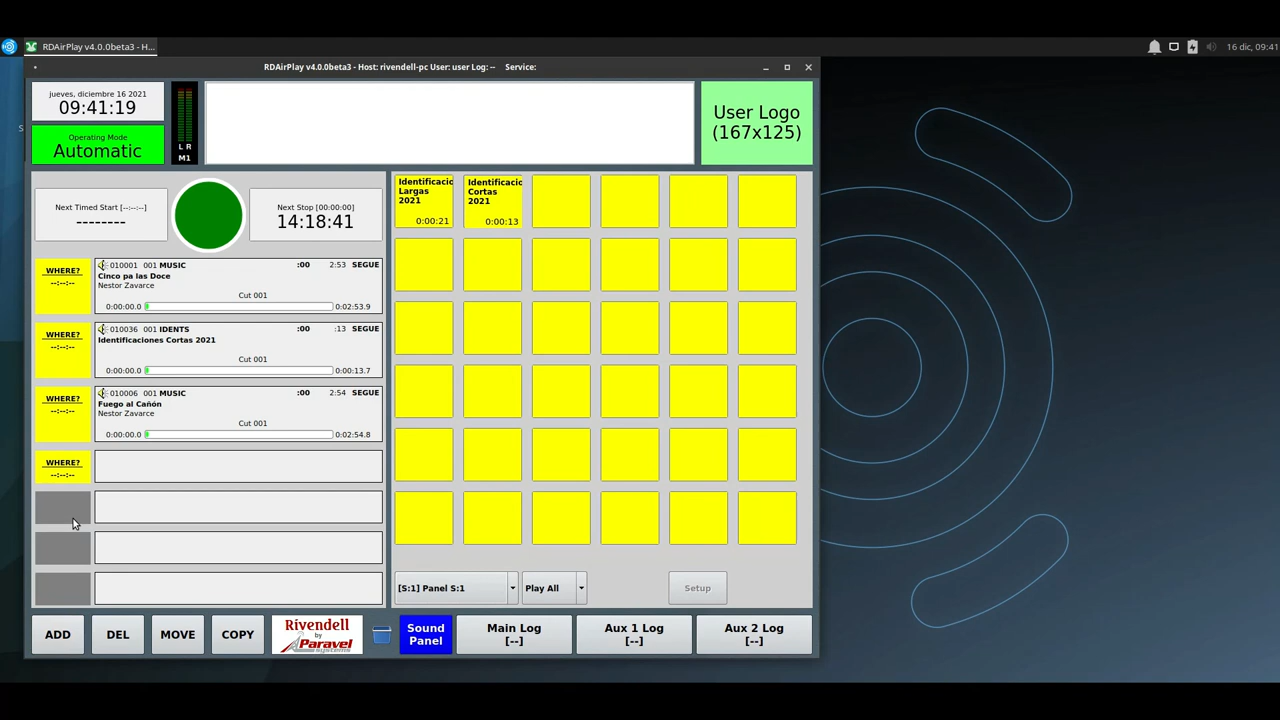 RDAirPlay v4.0.0beta3 - H...
16 dic, 09:41
RDAirPlay v4.0.0beta3 - Host: rivendell-pc User: user Log: -- Service:
jueves, diciembre 16 2021
09:41:19
Operating Mode
Automatic
L R
M1
User Logo
(167x125)
Next Timed Start [--:--:--]
--------
Next Stop [00:00:00]
14:18:41
WHERE?
--:--:--
010001 001 MUSIC :00 2:53 SEGUE
Cinco pa las Doce
Nestor Zavarce
Cut 001
0:00:00.0 0:02:53.9
WHERE?
--:--:--
010036 001 IDENTS :00 :13 SEGUE
Identificaciones Cortas 2021
Cut 001
0:00:00.0 0:00:13.7
WHERE?
--:--:--
010006 001 MUSIC :00 2:54 SEGUE
Fuego al Cañón
Nestor Zavarce
Cut 001
0:00:00.0 0:02:54.8
WHERE?
--:--:--
Identificacio
Largas
2021
0:00:21
Identificacio
Cortas
2021
0:00:13
[S:1] Panel S:1
Play All
Setup
ADD
DEL
MOVE
COPY
Rivendell
by
Paravel
systems
Sound
Panel
Main Log
[--]
Aux 1 Log
[--]
Aux 2 Log
[--]